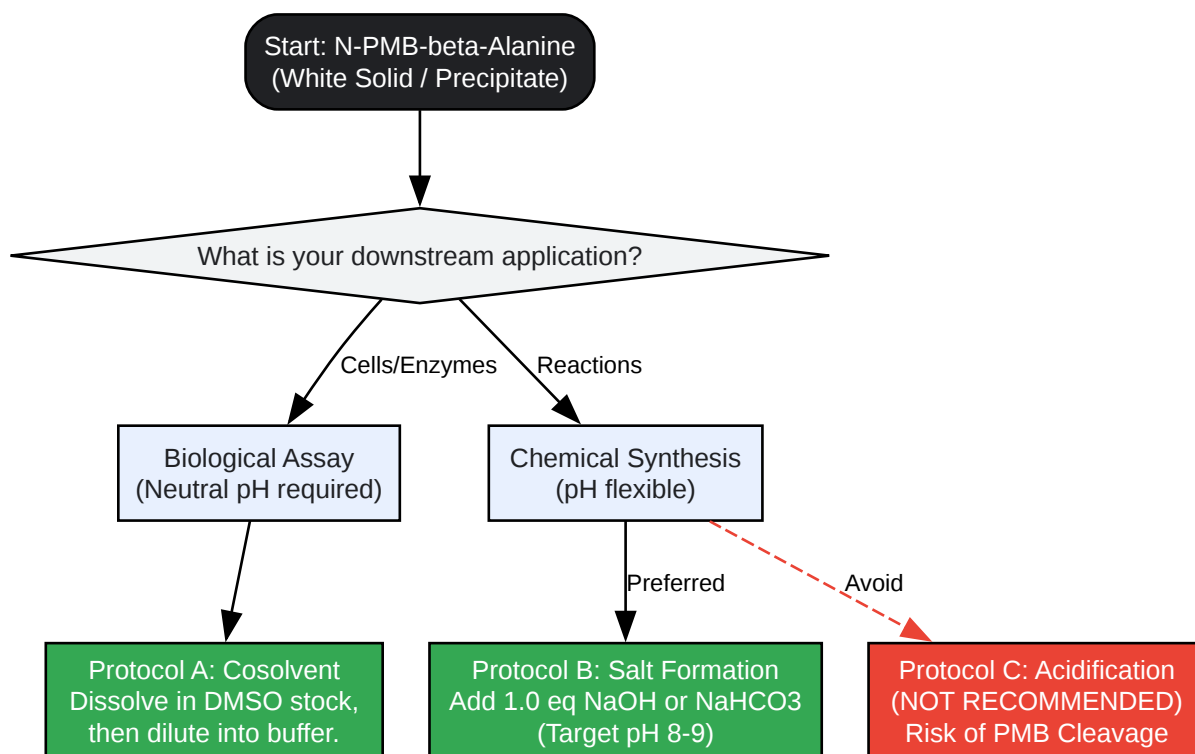 Start: N-PMB-beta-Alanine
(White Solid / Precipitate)
What is your downstream application?
Cells/Enzymes
Reactions
Biological Assay
(Neutral pH required)
Chemical Synthesis
(pH flexible)
Preferred
Avoid
Protocol A: Cosolvent
Dissolve in DMSO stock,
then dilute into buffer.
Protocol B: Salt Formation
Add 1.0 eq NaOH or NaHCO3
(Target pH 8-9)
Protocol C: Acidification
(NOT RECOMMENDED)
Risk of PMB Cleavage